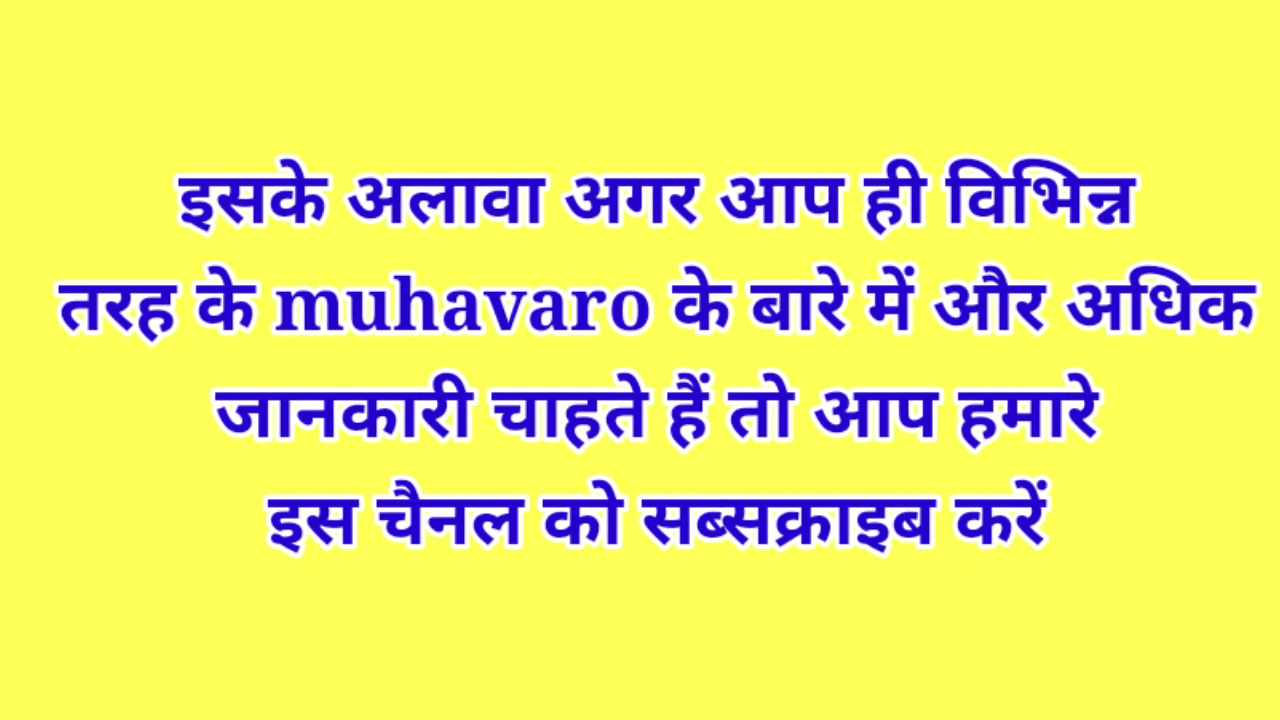 इसके अलावा अगर आप ही विभिन्न
तरह के muhavaro के बारे में और अधिक
जानकारी चाहते हैं तो आप हमारे
इस चैनल को सब्सक्राइब करें